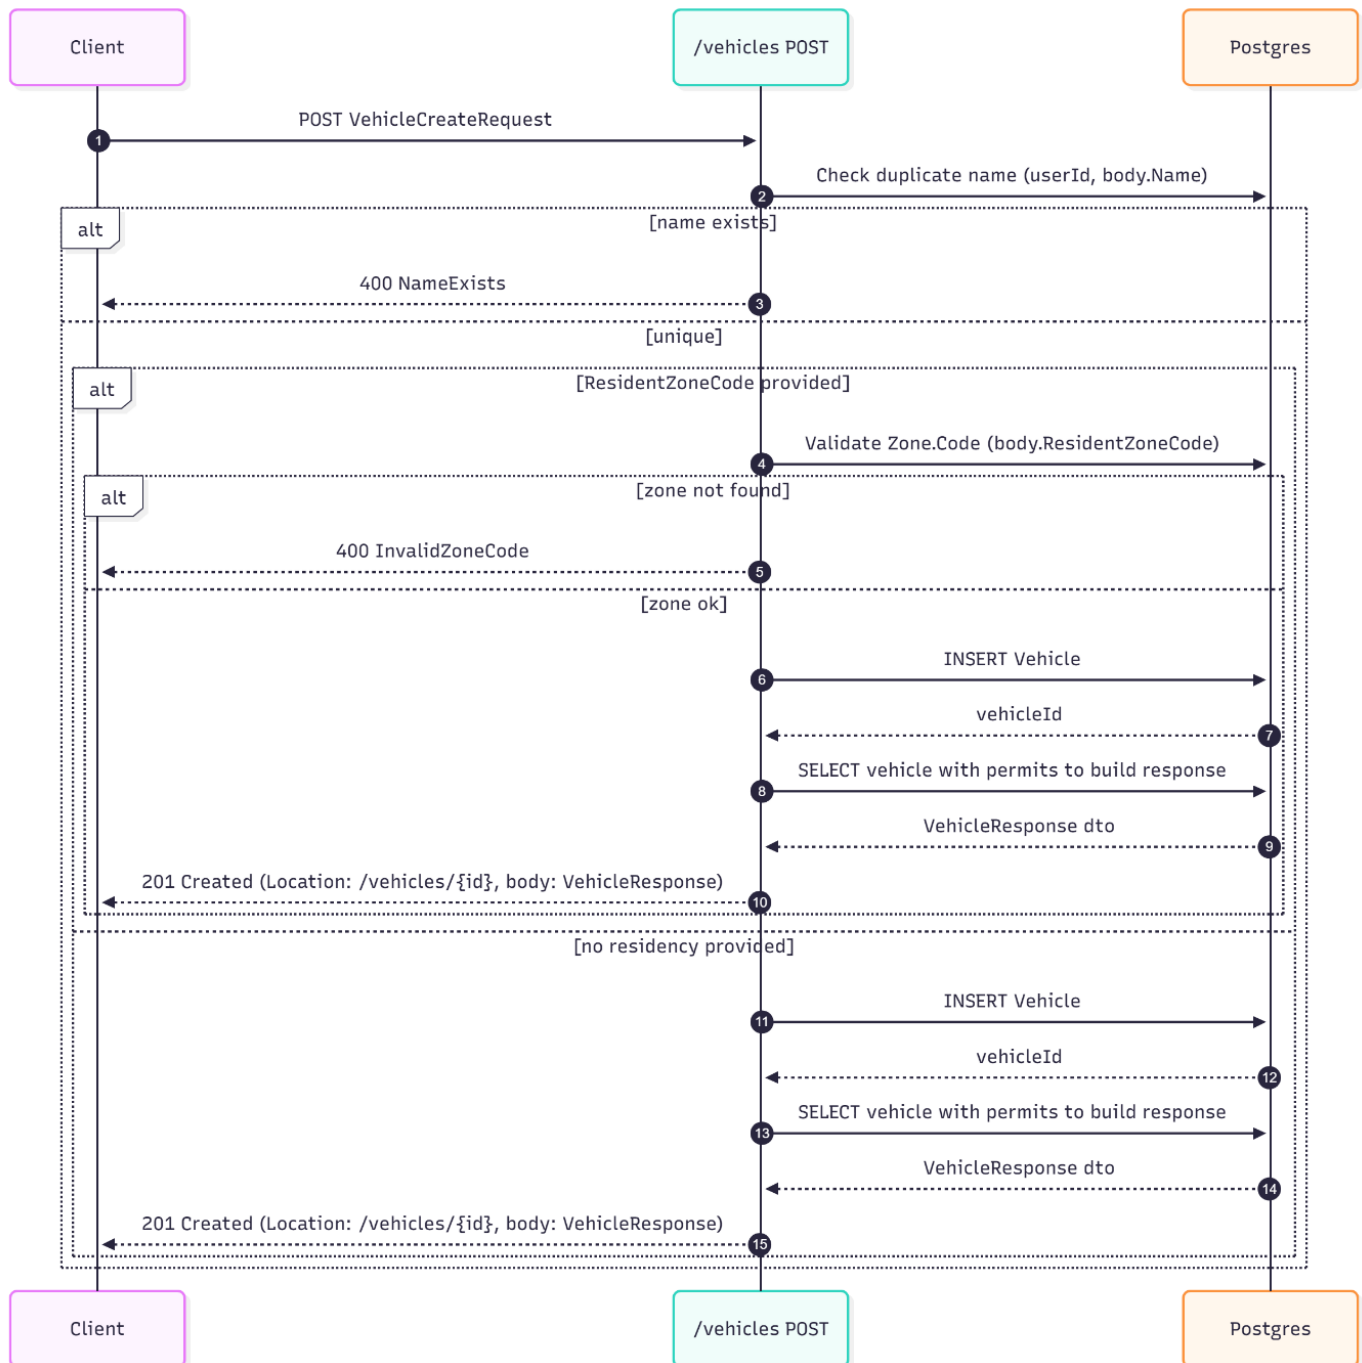 Client
/vehicles POST
Postgres
POST VehicleCreateRequest
1
Check duplicate name (userId, body.Name)
2
alt
[name exists]
400 NameExists
3
[unique]
alt
[ResidentZoneCode provided]
Validate Zone.Code (body.ResidentZoneCode)
4
alt
[zone not found]
400 InvalidZoneCode
5
[zone ok]
INSERT Vehicle
6
vehicleId
7
SELECT vehicle with permits to build response
8
VehicleResponse dto
9
201 Created (Location: /vehicles/{id}, body: VehicleResponse)
10
[no residency provided]
INSERT Vehicle
11
vehicleId
12
SELECT vehicle with permits to build response
13
VehicleResponse dto
14
201 Created (Location: /vehicles/{id}, body: VehicleResponse)
15
Client
/vehicles POST
Postgres